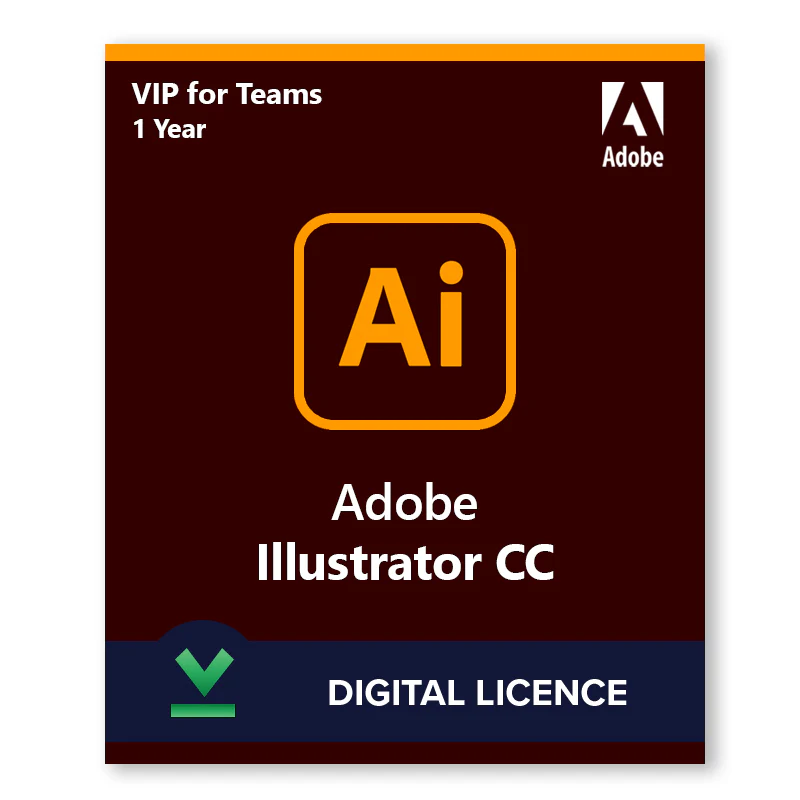 VIP for Teams
1 Year
Adobe
Ai
Adobe
Illustrator CC
DIGITAL LICENCE